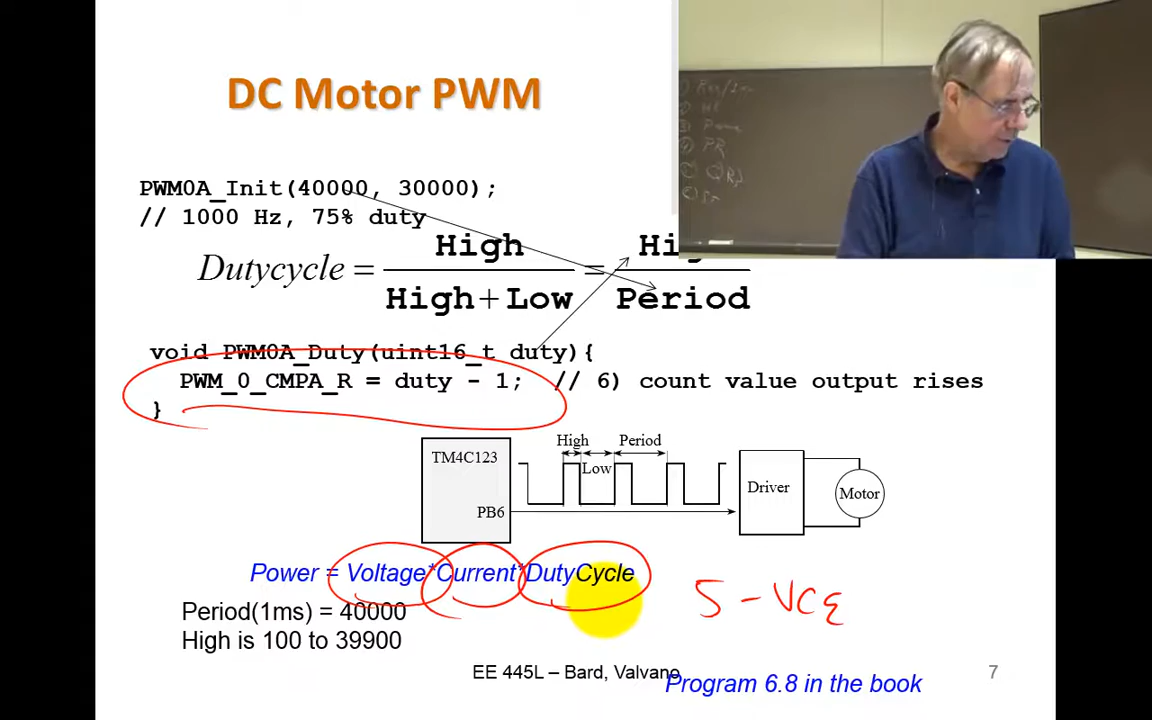 DC Motor PWM
PWM0A_Init(40000, 30000);
// 1000 Hz, 75% duty
Dutycycle = High / High+Low = Hi / Period
void PWM0A_Duty(uint16_t duty){
PWM_0_CMPA_R = duty - 1; // 6) count value output rises
}
High Period
Low
TM4C123
PB6
Driver
Motor
Power = Voltage*Current*DutyCycle
5 - VCE
Period(1ms) = 40000
High is 100 to 39900
EE 445L – Bard, Valvano
Program 6.8 in the book
7